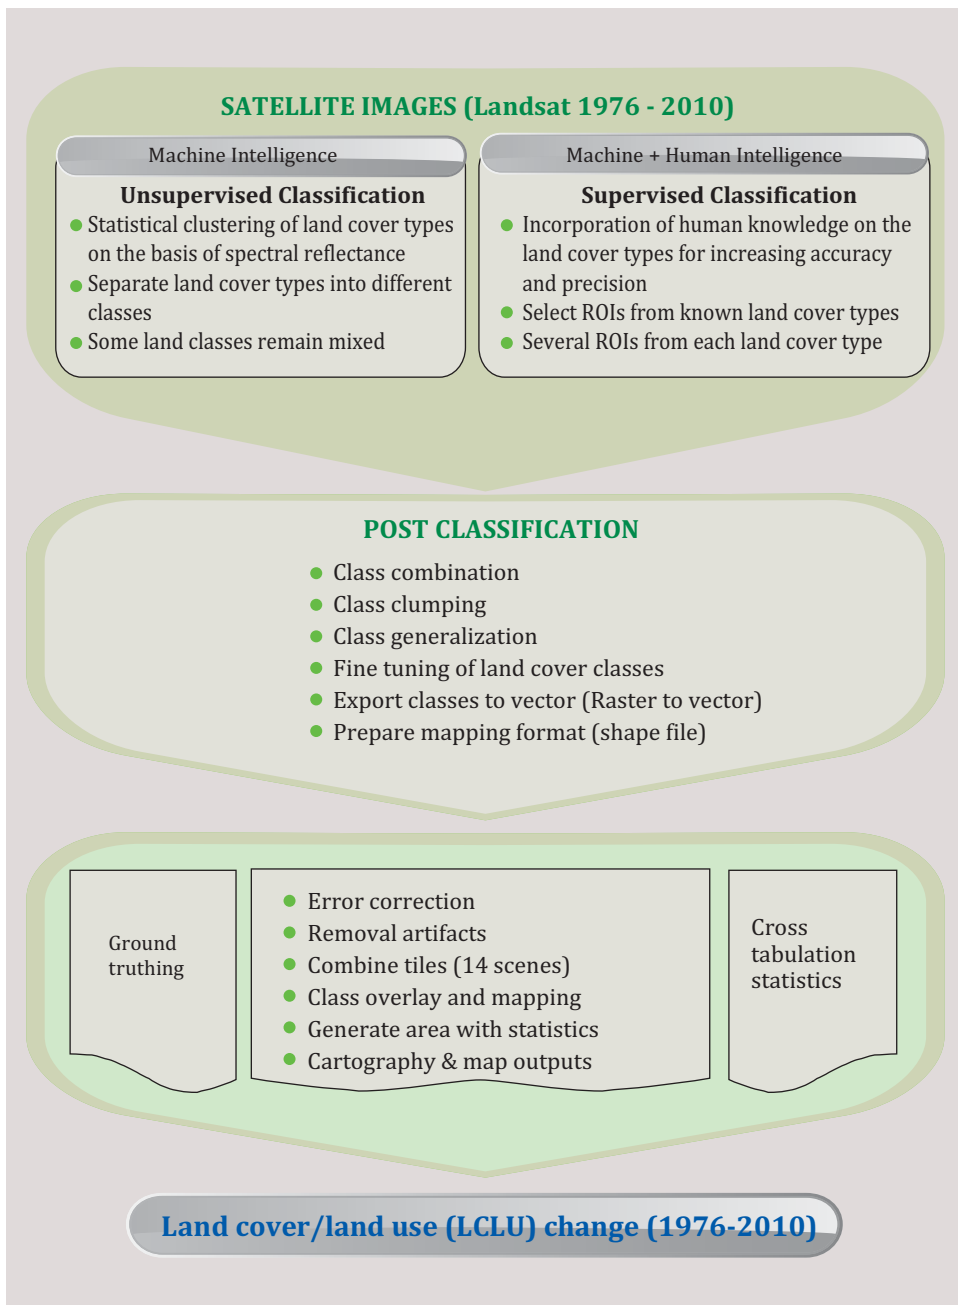 SATELLITE IMAGES (Landsat 1976 - 2010)
Machine Intelligence
Unsupervised Classification
Statistical clustering of land cover types
on the basis of spectral reflectance
Separate land cover types into different
classes
Some land classes remain mixed
Machine + Human Intelligence
Supervised Classification
Incorporation of human knowledge on the
land cover types for increasing accuracy
and precision
Select ROIs from known land cover types
Several ROIs from each land cover type
POST CLASSIFICATION
Class combination
Class clumping
Class generalization
Fine tuning of land cover classes
Export classes to vector (Raster to vector)
Prepare mapping format (shape file)
Ground
truthing
Error correction
Removal artifacts
Combine tiles (14 scenes)
Class overlay and mapping
Generate area with statistics
Cartography & map outputs
Cross
tabulation
statistics
Land cover/land use (LCLU) change (1976-2010)